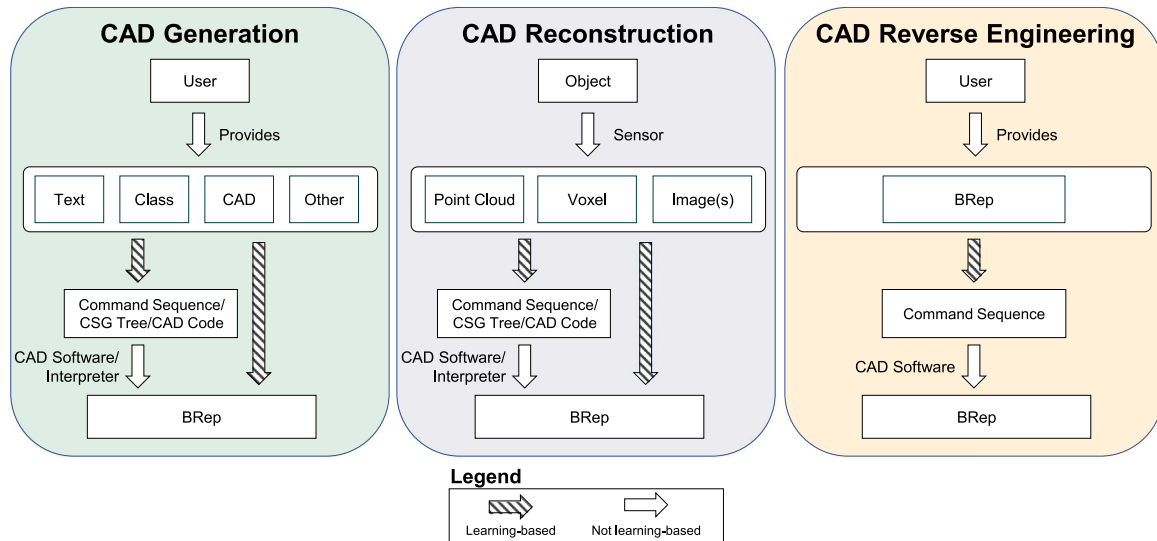 CAD Generation
User
Provides
Text
Class
CAD
Other
Command Sequence/
CSG Tree/CAD Code
CAD Software/
Interpreter
BRep
CAD Reconstruction
Object
Sensor
Point Cloud
Voxel
Image(s)
Command Sequence/
CSG Tree/CAD Code
CAD Software/
Interpreter
BRep
CAD Reverse Engineering
User
Provides
BRep
Command Sequence
CAD Software
BRep
Legend
Learning-based
Not learning-based